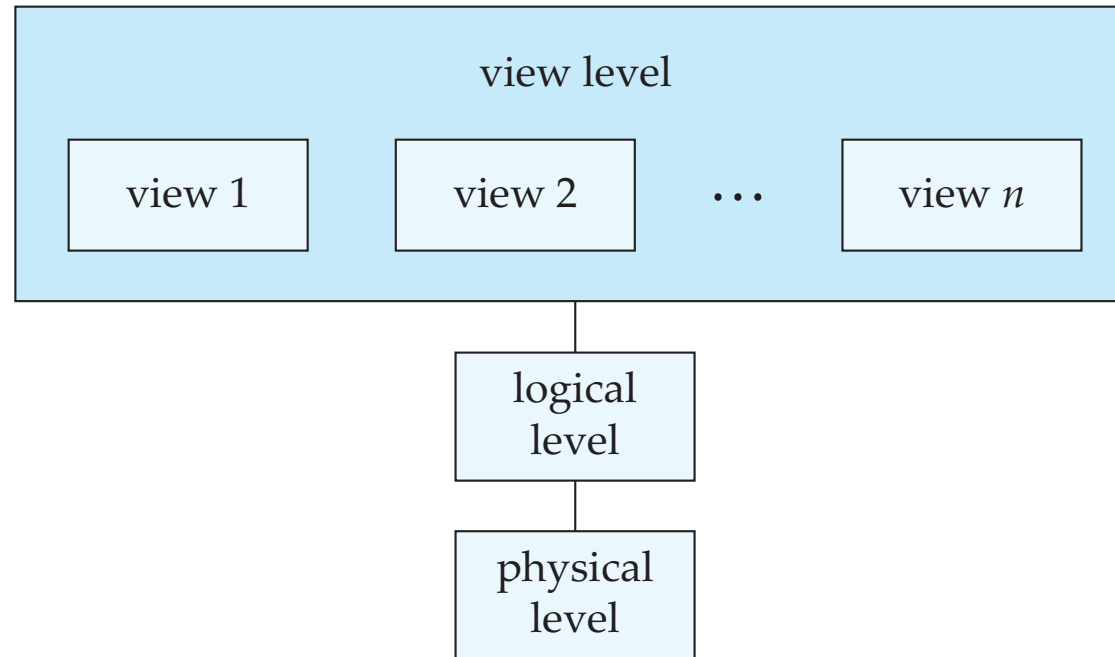 view level
view 1
view 2
...
view n
logical
level
physical
level